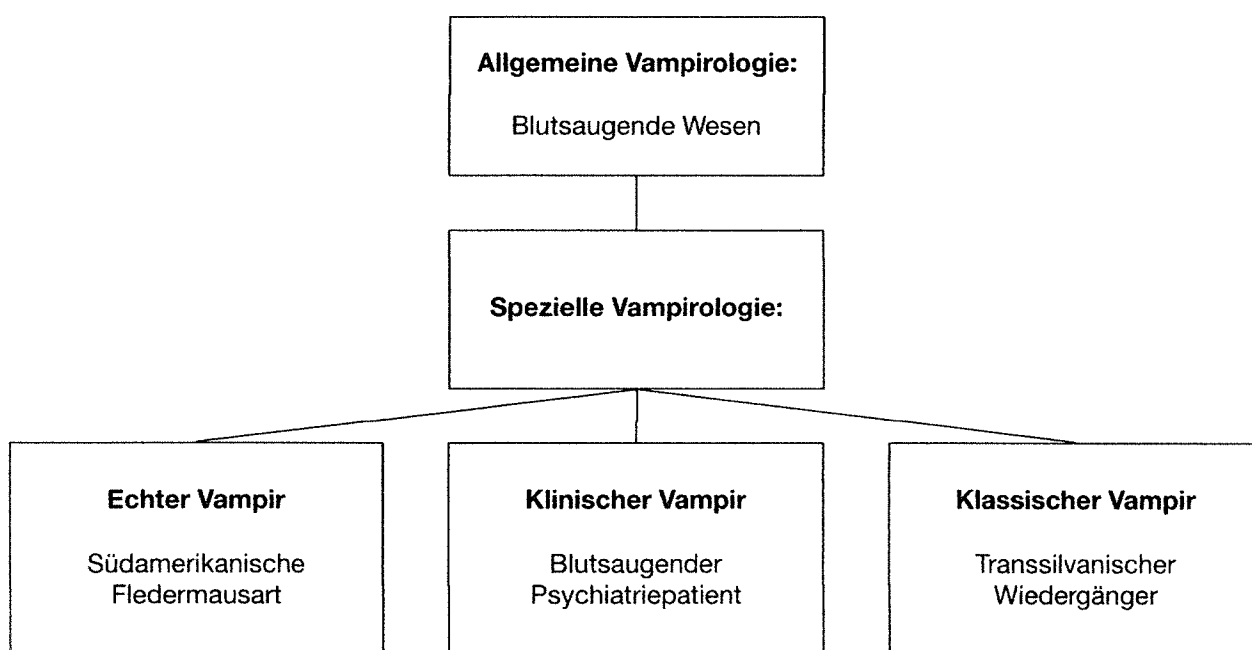 Allgemeine Vampirologie:
Blutsaugende Wesen
Spezielle Vampirologie:
Echter Vampir
Südamerikanische
Fledermausart
Klinischer Vampir
Blutsaugender
Psychiatriepatient
Klassischer Vampir
Transsilvanischer
Wiedergänger